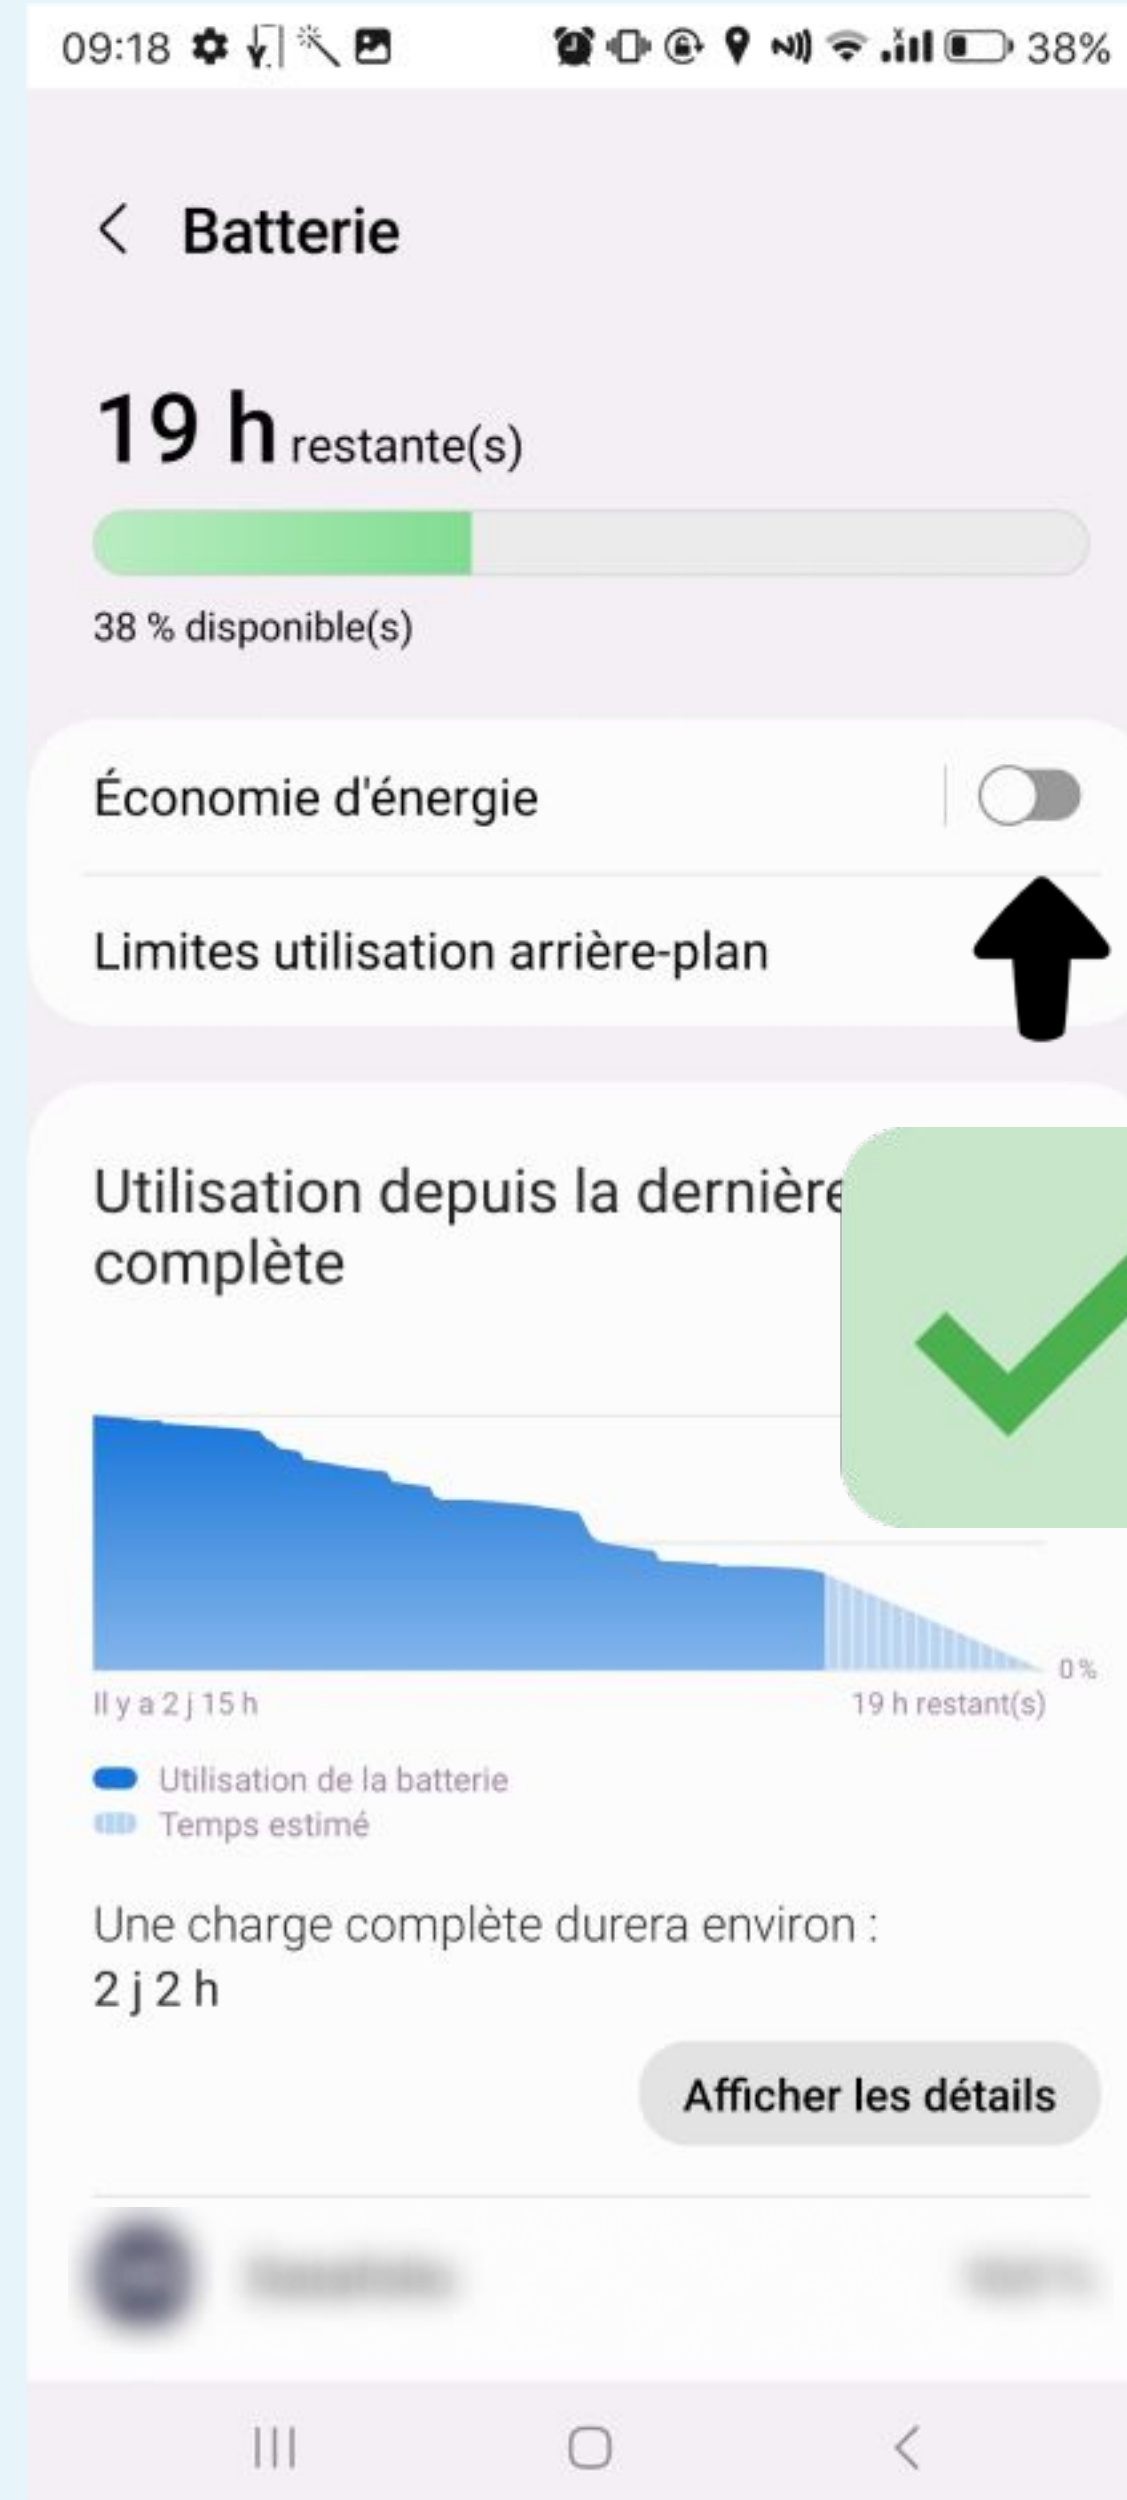 09:18 38%
Batterie
19 h restante(s)
38 % disponible(s)
Économie d'énergie
Limites utilisation arrière-plan
Utilisation depuis la dernière
complète
0 %
Il y a 2 j 15 h 19 h restant(s)
Utilisation de la batterie
Temps estimé
Une charge complète durera environ :
2 j 2 h
Afficher les détails